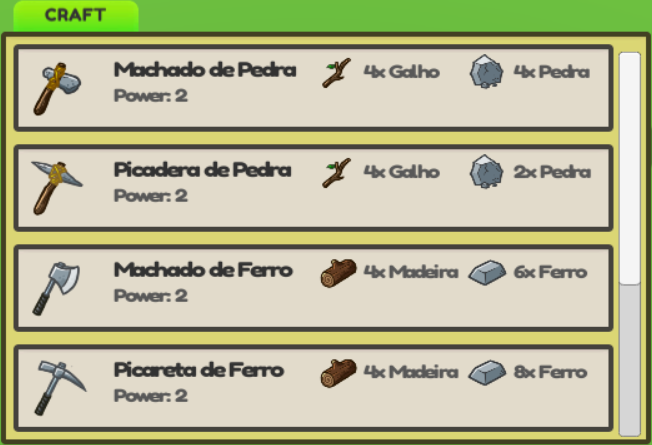 CRAFT
Machado de Pedra 4x Galho 4x Pedra
Power: 2
Picadera de Pedra 4x Galho 2x Pedra
Power: 2
Machado de Ferro 4x Madeira 6x Ferro
Power: 2
Picareta de Ferro 4x Madeira 8x Ferro
Power: 2